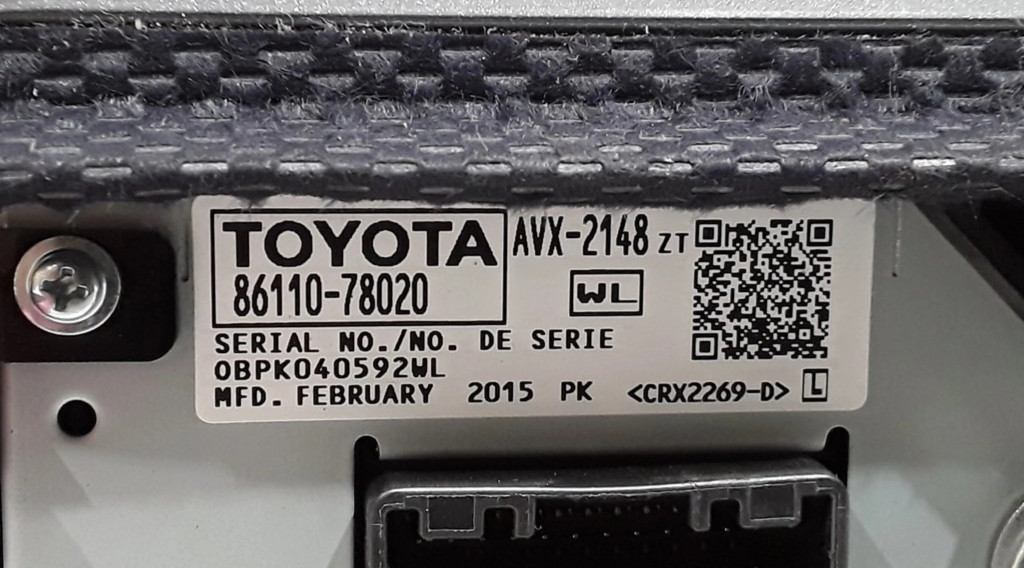 TOYOTA AVX-2148 ZT
86110-78020 WL
SERIAL NO./NO. DE SERIE
0BPK040592WL
MFD. FEBRUARY 2015 PK <CRX2269-D> L